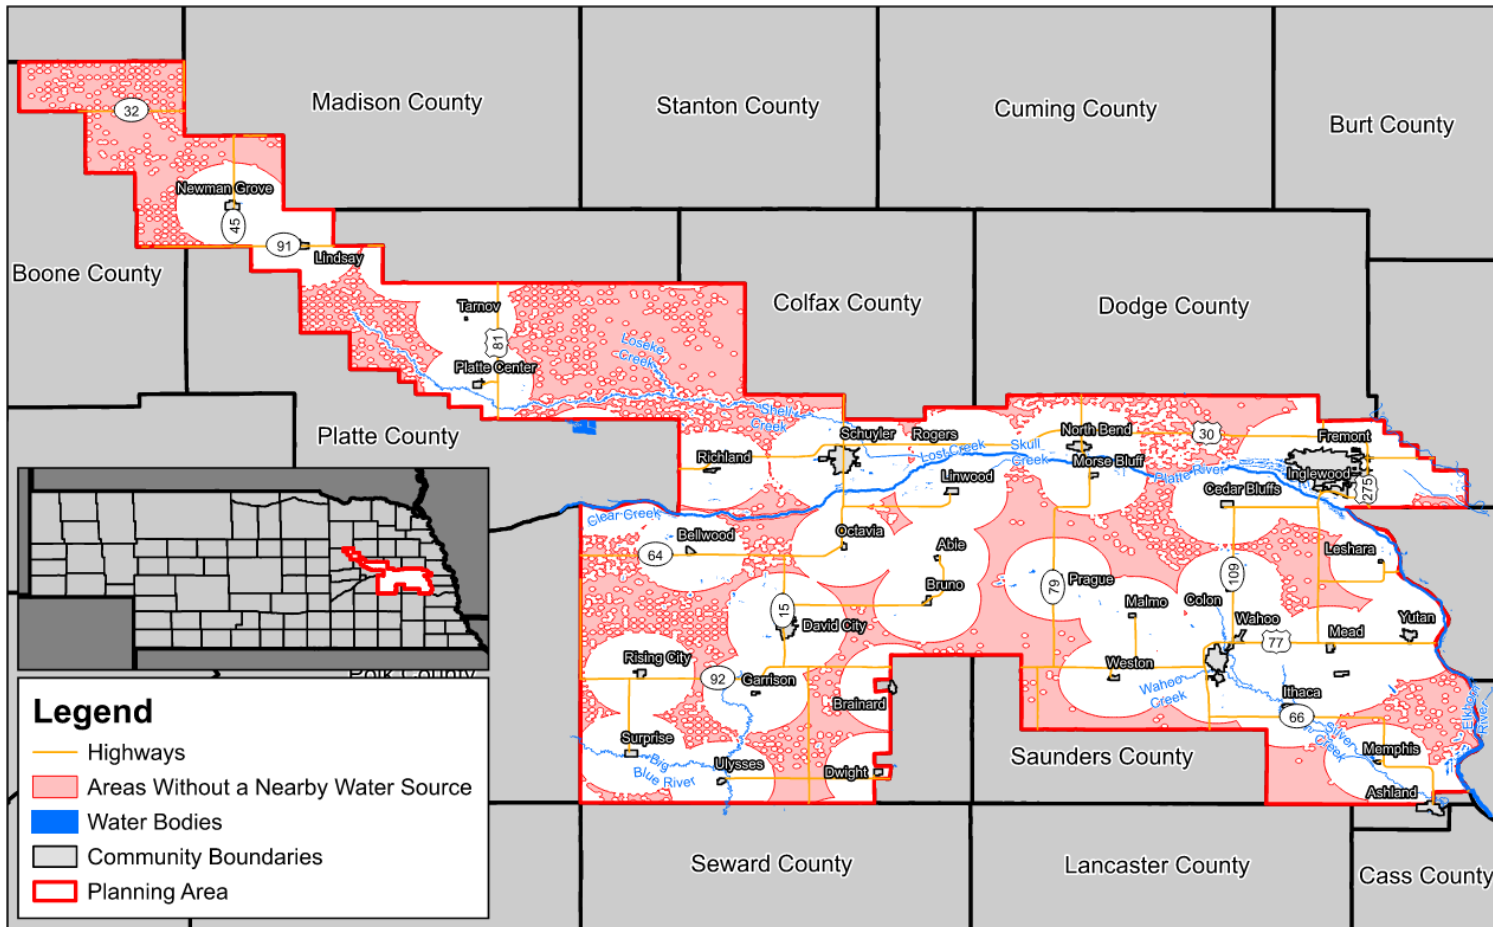 Madison County
Stanton County
Cuming County
Burt County
32
Newman Grove
45
91
Lindsay
Boone County
Tarnov
81
Platte Center
Loseke
Creek
Colfax County
Dodge County
Platte County
Shell
Creek
Schuyler
Rogers
Richland
Lost Creek
Skull
Creek
North Bend
30
Fremont
Morse Bluff
Platte River
Inglewood
275
Linwood
Cedar Bluffs
Clear Creek
Bellwood
64
Octavia
Abie
Bruno
Leshara
79
Prague
109
Malmo
Colon
15
David City
Wahoo
77
Mead
Yutan
Rising City
92
Garrison
Weston
Wahoo
Creek
Brainard
Ithaca
66
Elkhorn
River
Silver
Creek
Surprise
Big
Blue River
Ulysses
Dwight
Saunders County
Memphis
Ashland
Seward County
Lancaster County
Cass County
Polk County
Legend
Highways
Areas Without a Nearby Water Source
Water Bodies
Community Boundaries
Planning Area